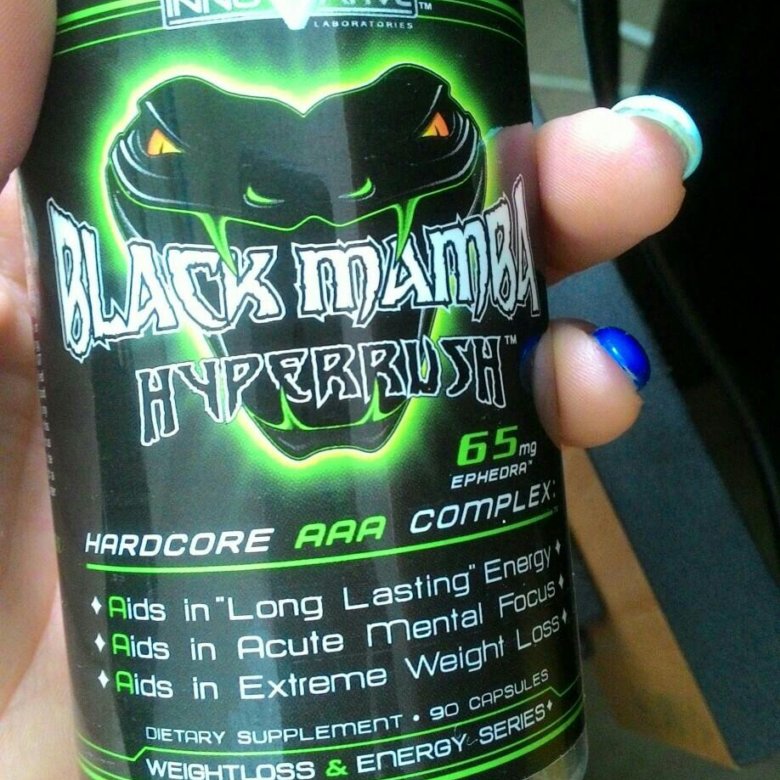 LABORATORIES
BLACK MAMBA
HYPERRUSH™
65mg
EPHEDRA™
HARDCORE AAA COMPLEX:
Aids in "Long Lasting" Energy
Aids in Acute Mental Focus
Aids in Extreme Weight Loss
DIETARY SUPPLEMENT • 90 CAPSULES
WEIGHTLOSS & ENERGY SERIES